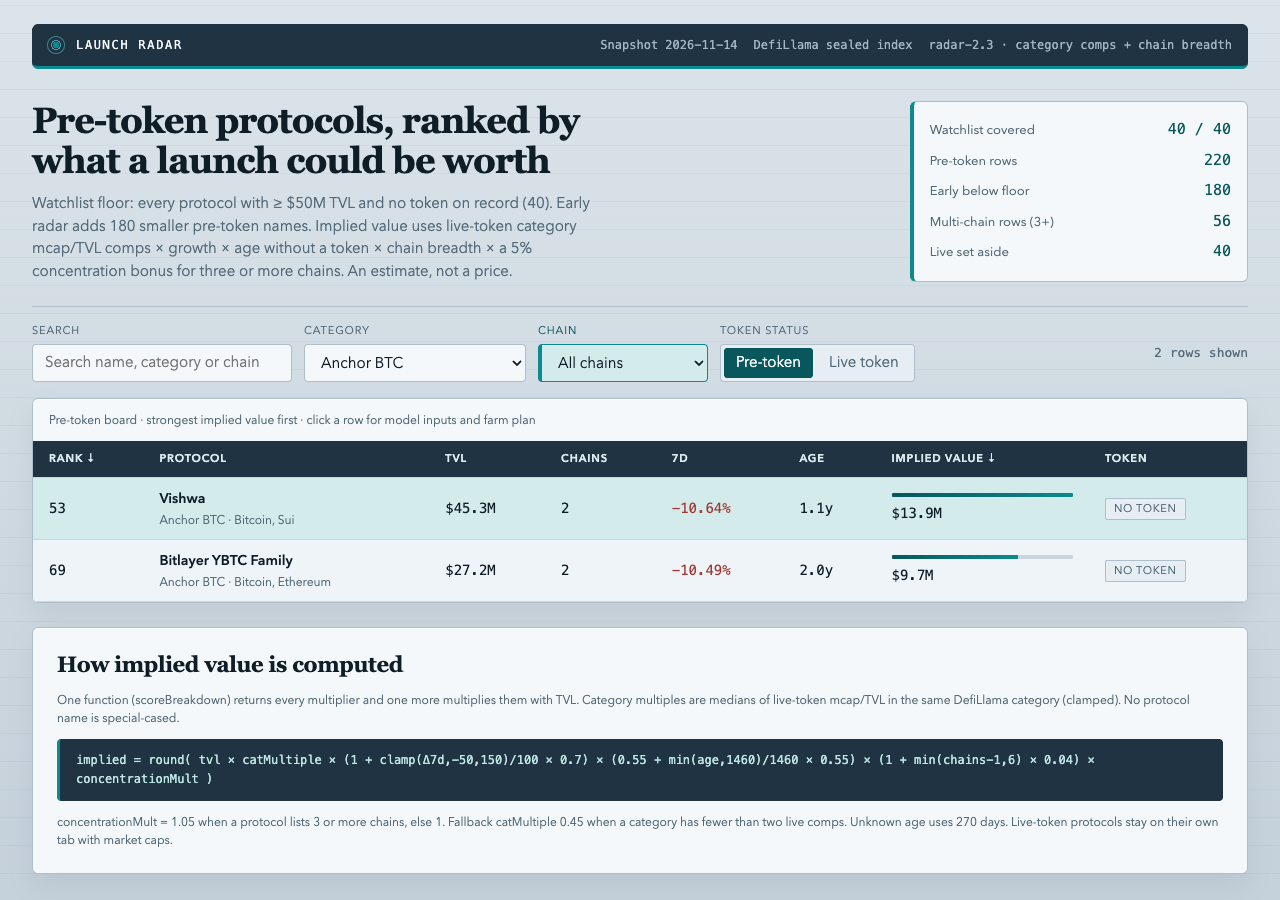 LAUNCH RADAR
Snapshot 2026-11-14 DefiLlama sealed index radar-2.3 · category comps + chain breadth
Pre-token protocols, ranked by
what a launch could be worth
Watchlist floor: every protocol with ≥ $50M TVL and no token on record (40). Early
radar adds 180 smaller pre-token names. Implied value uses live-token category
mcap/TVL comps × growth × age without a token × chain breadth × a 5%
concentration bonus for three or more chains. An estimate, not a price.
Watchlist covered 40 / 40
Pre-token rows 220
Early below floor 180
Multi-chain rows (3+) 56
Live set aside 40
SEARCH CATEGORY CHAIN TOKEN STATUS
Search name, category or chain Anchor BTC All chains Pre-token Live token 2 rows shown
Pre-token board · strongest implied value first · click a row for model inputs and farm plan
RANK ↓ PROTOCOL TVL CHAINS 7D AGE IMPLIED VALUE ↓ TOKEN
53 Vishwa $45.3M 2 −10.64% 1.1y $13.9M NO TOKEN
Anchor BTC · Bitcoin, Sui
69 Bitlayer YBTC Family $27.2M 2 −10.49% 2.0y $9.7M NO TOKEN
Anchor BTC · Bitcoin, Ethereum
How implied value is computed
One function (scoreBreakdown) returns every multiplier and one more multiplies them with TVL. Category multiples are medians of live-token mcap/TVL in the same DefiLlama category (clamped). No protocol
name is special-cased.
implied = round( tvl × catMultiple × (1 + clamp(Δ7d,−50,150)/100 × 0.7) × (0.55 + min(age,1460)/1460 × 0.55) × (1 + min(chains−1,6) × 0.04) ×
concentrationMult )
concentrationMult = 1.05 when a protocol lists 3 or more chains, else 1. Fallback catMultiple 0.45 when a category has fewer than two live comps. Unknown age uses 270 days. Live-token protocols stay on their own
tab with market caps.